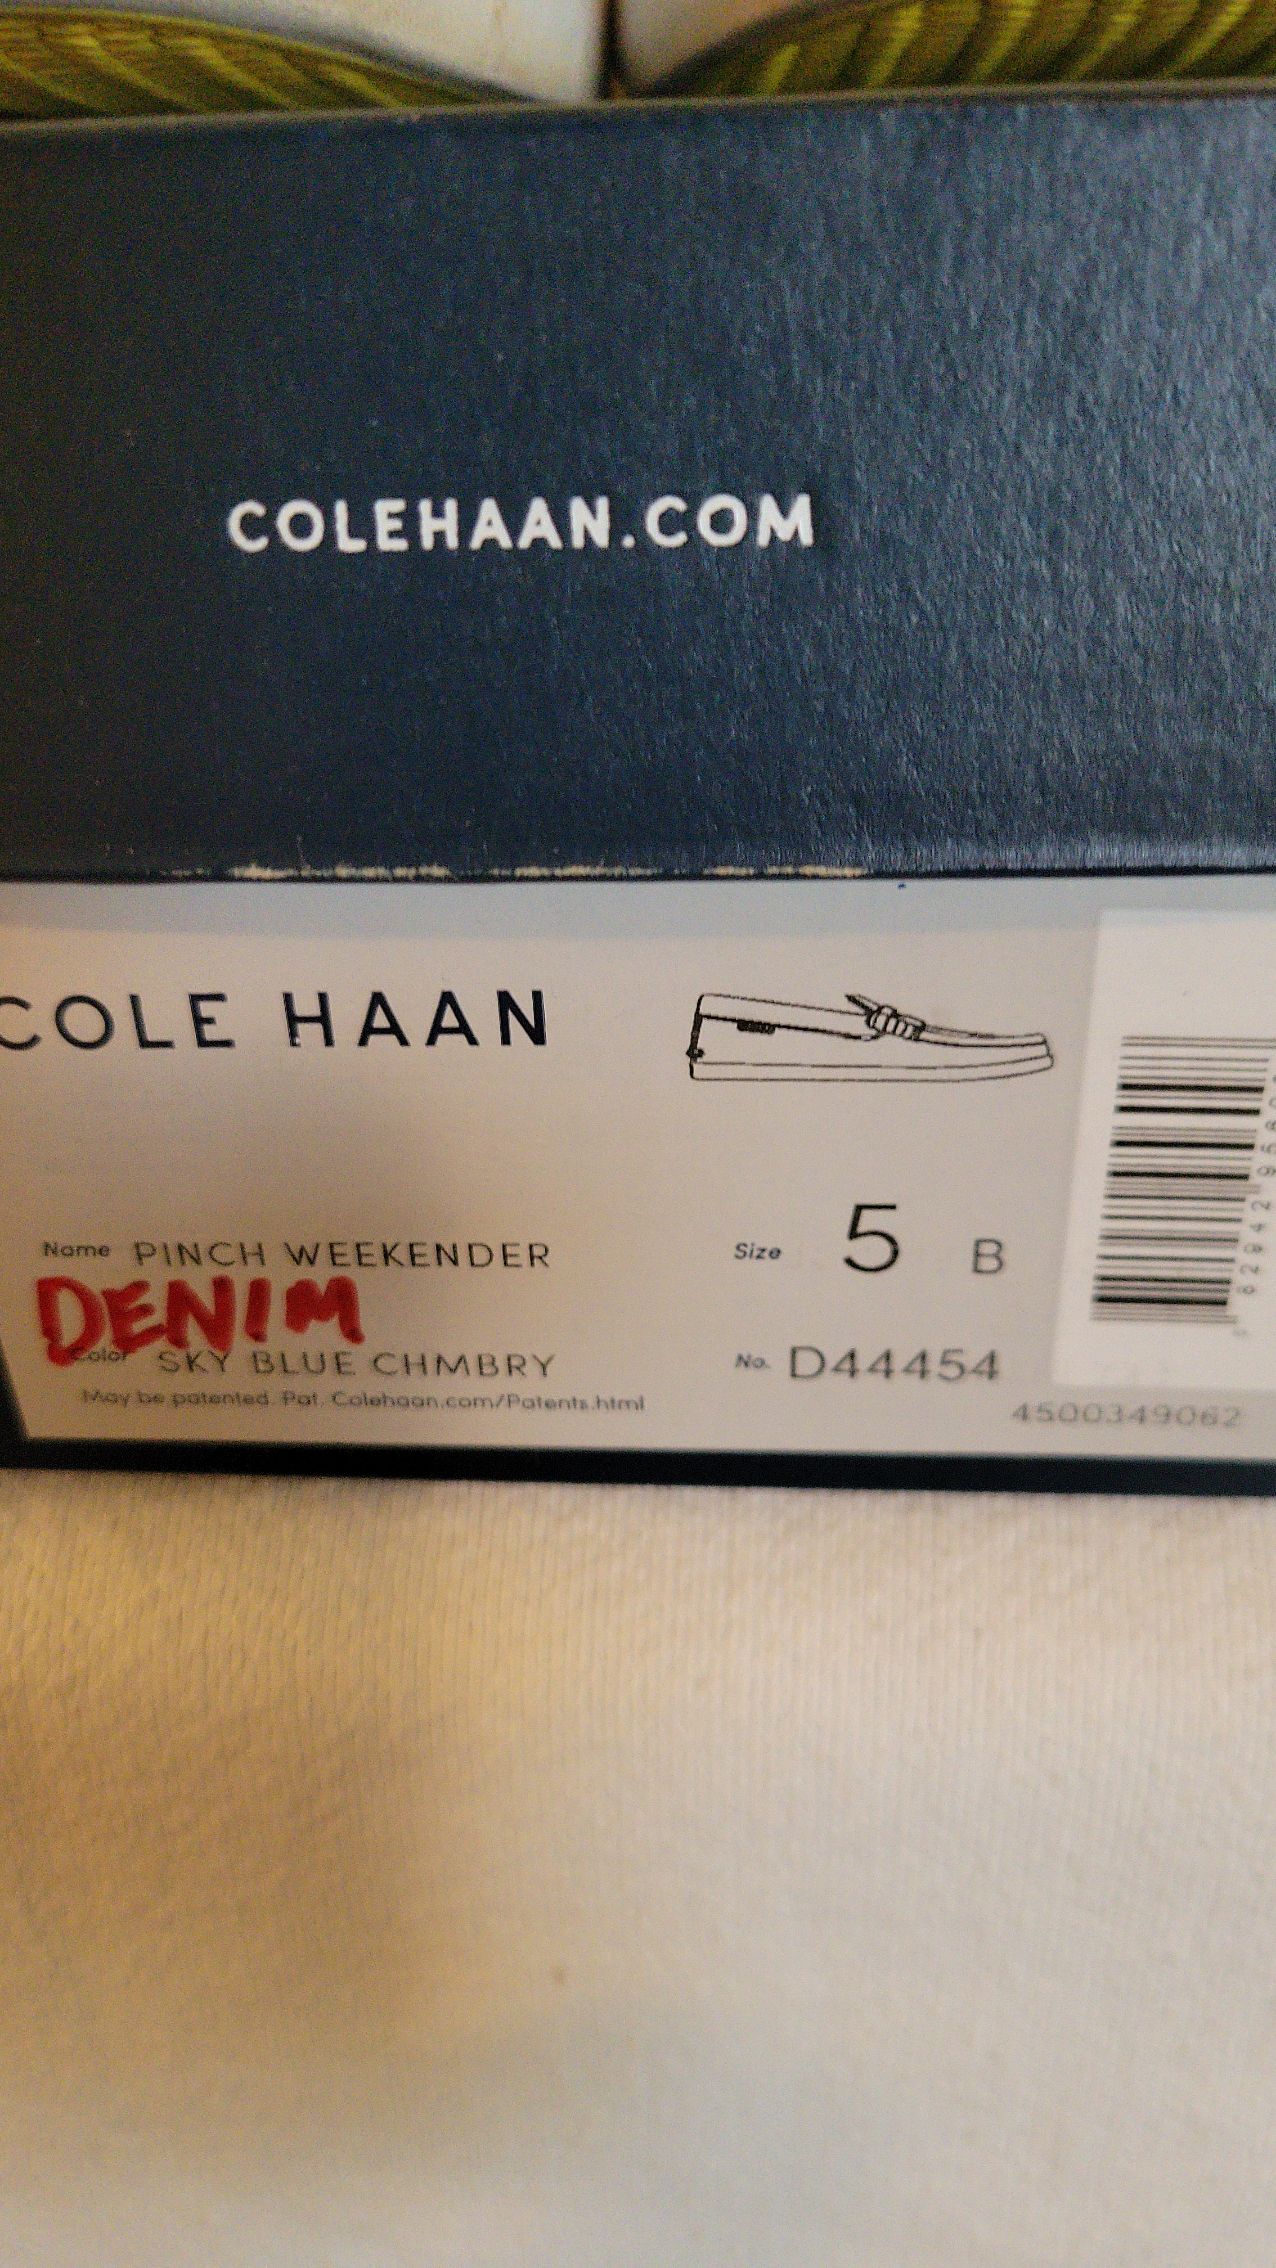 COLEHAAN.COM
COLE HAAN
Name PINCH WEEKENDER
Size 5 B
DENIM
Color SKY BLUE CHMBRY
No. D44454
May be patented. Pat. Colehaan.com/Patents.html
4500349062